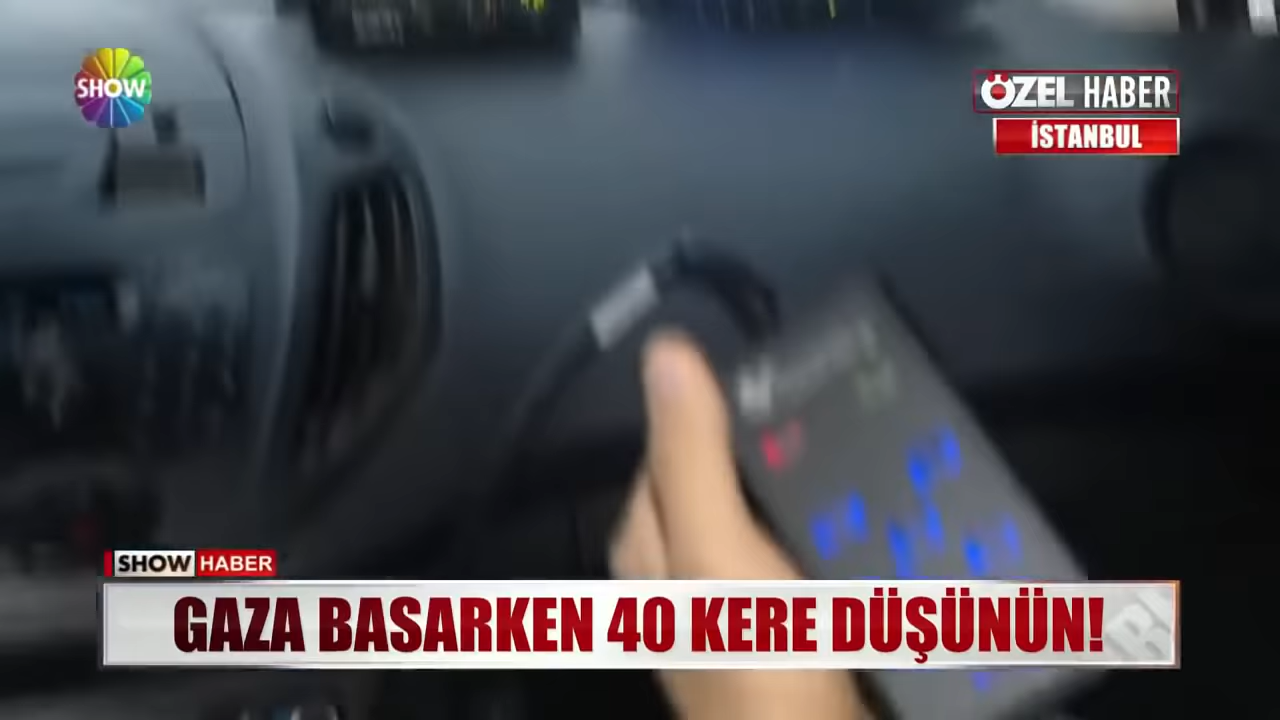 SHOW
ÖZEL HABER
İSTANBUL
SHOW HABER
GAZA BASARKEN 40 KERE DÜŞÜNÜN!